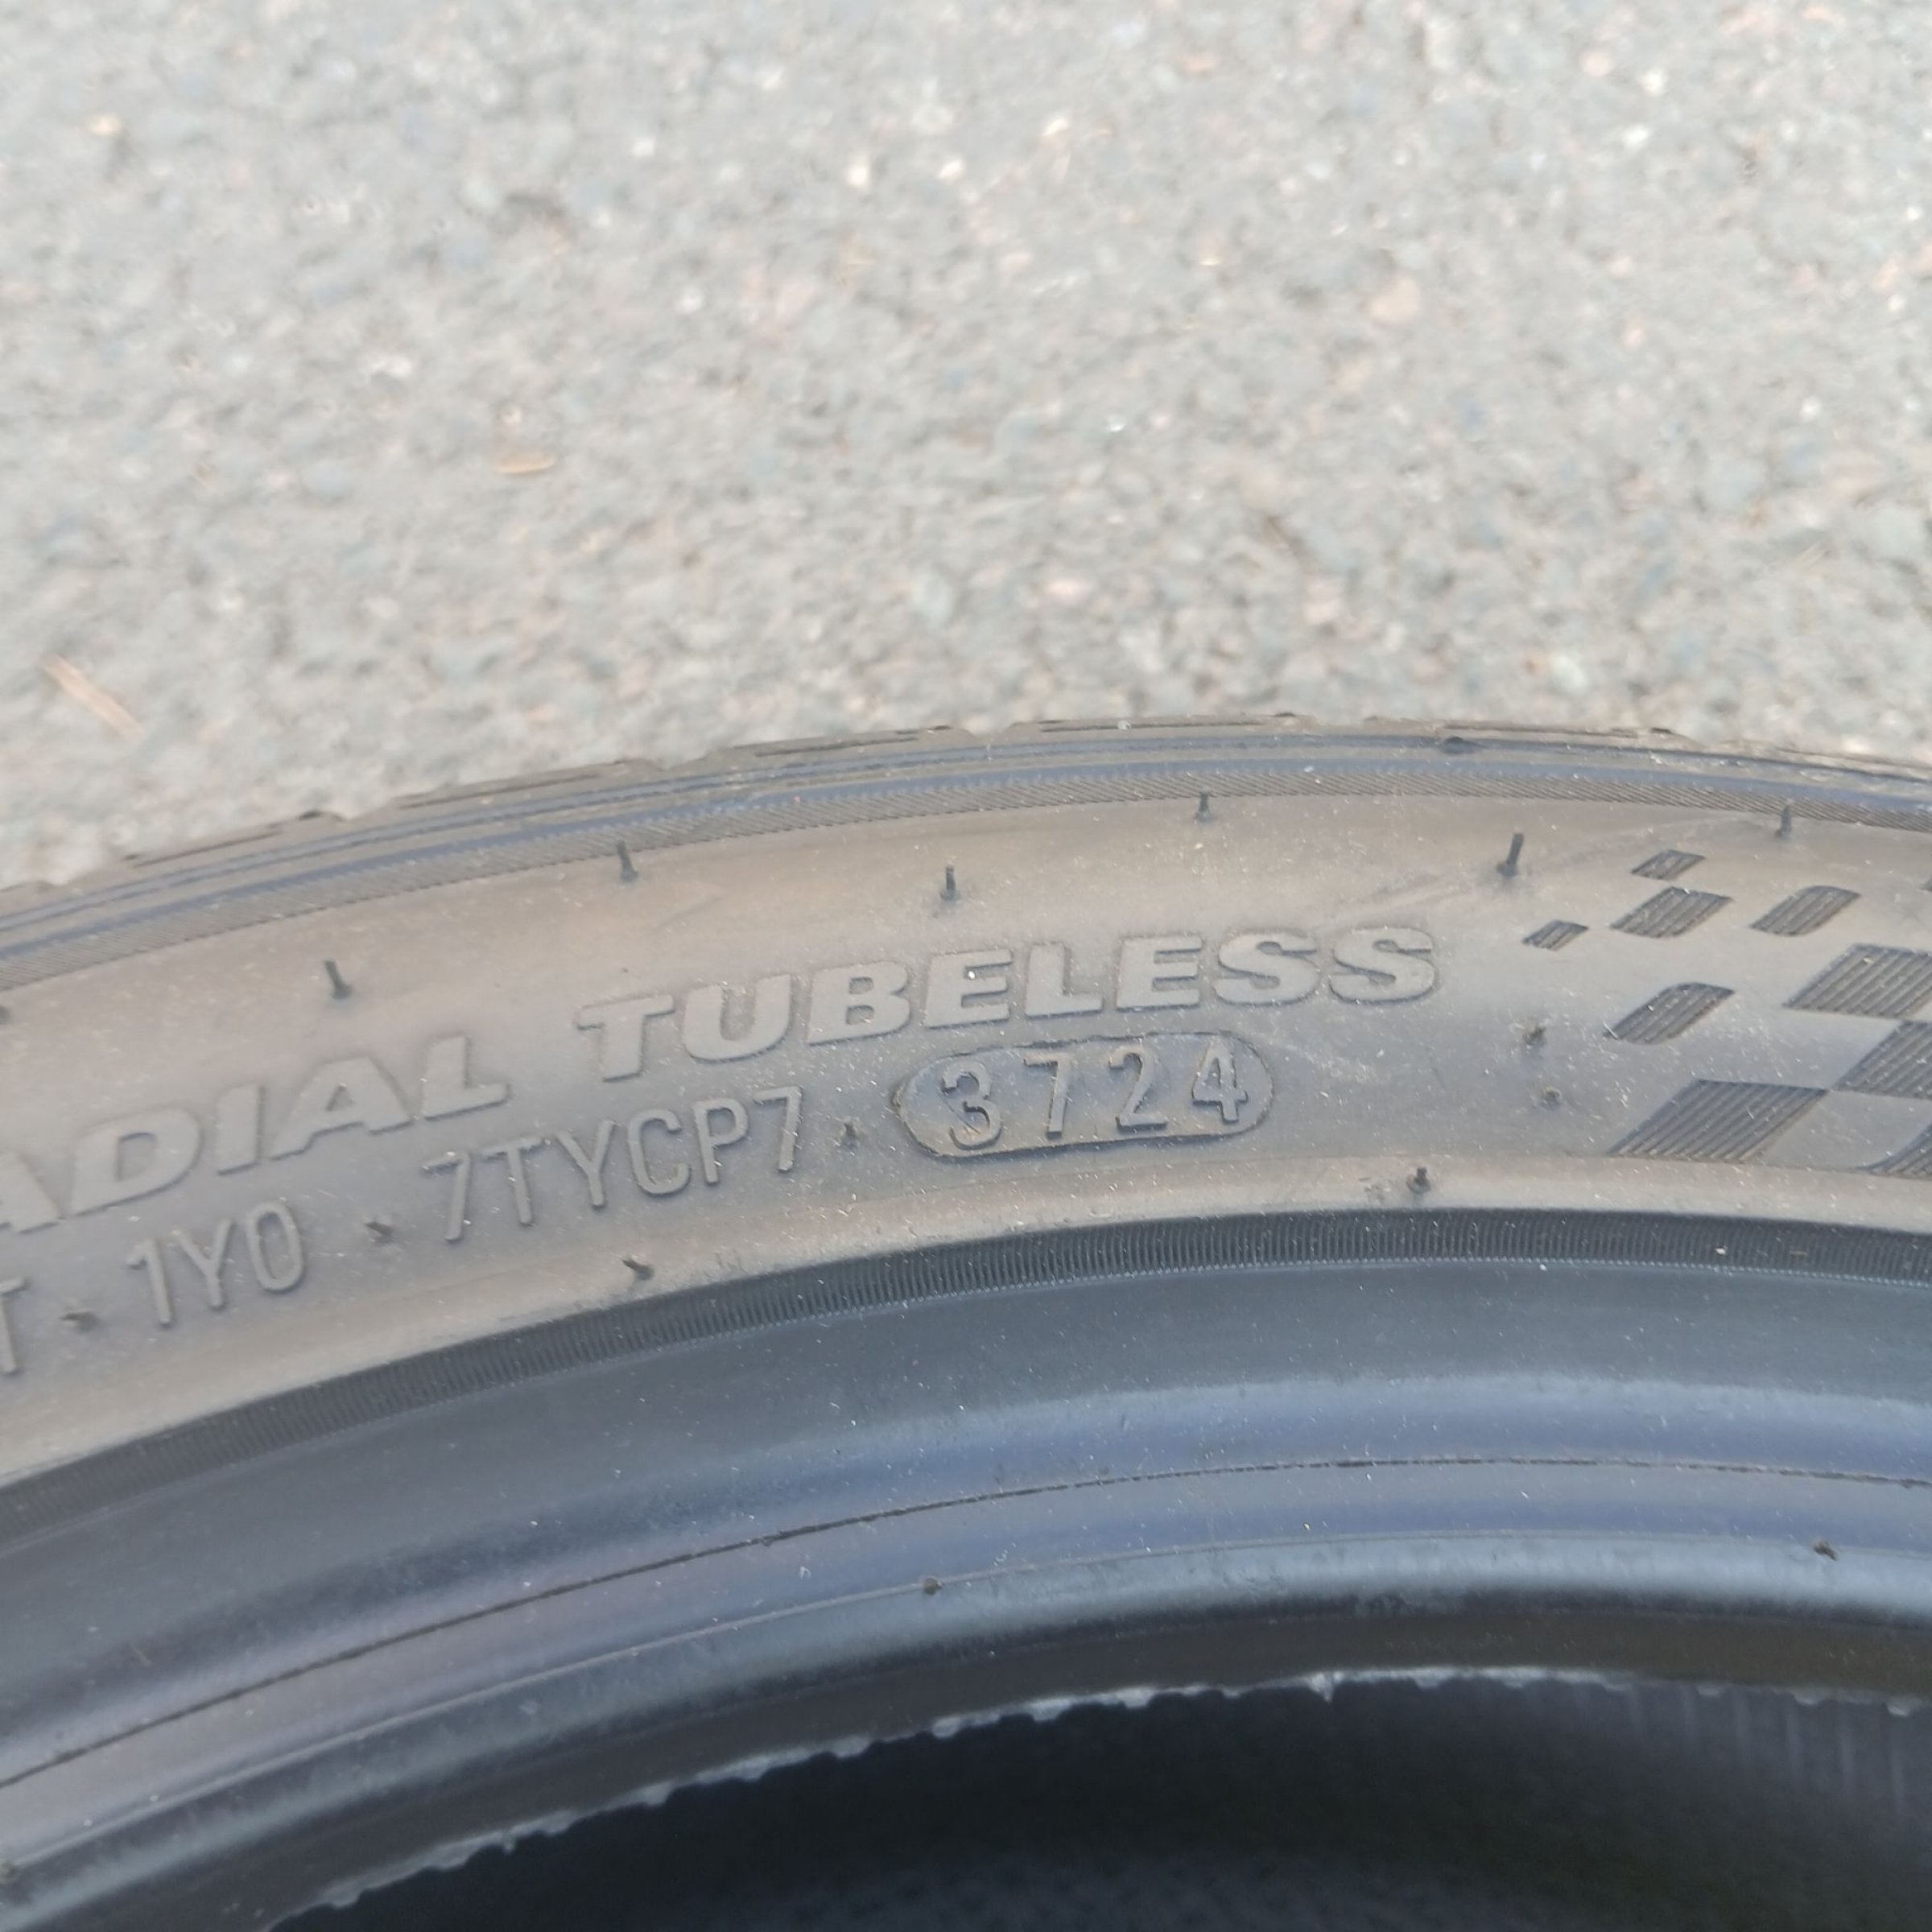 ADIAL TUBELESS
T · 1Y0 · 7TYCP7 · 3724